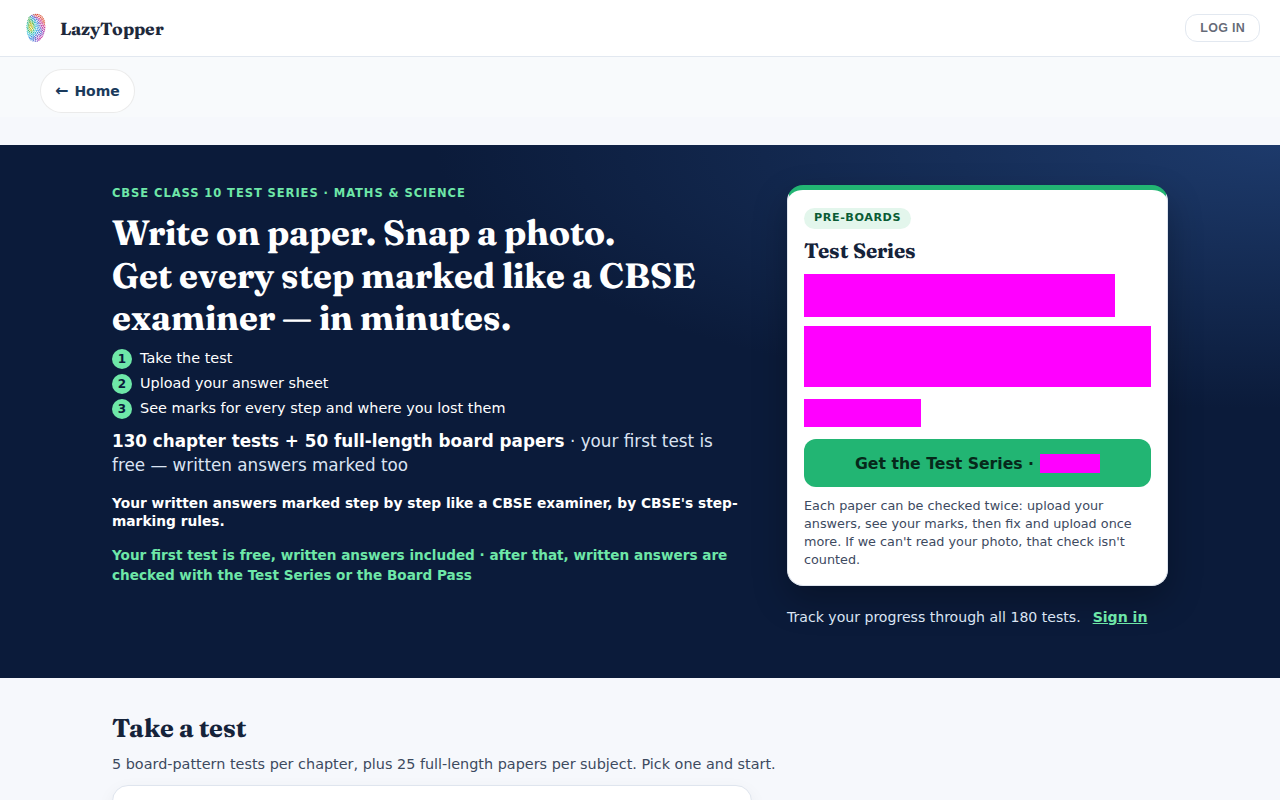 LazyTopper
LOG IN
← Home
CBSE CLASS 10 TEST SERIES · MATHS & SCIENCE
Write on paper. Snap a photo.
Get every step marked like a CBSE
examiner — in minutes.
1 Take the test
2 Upload your answer sheet
3 See marks for every step and where you lost them
130 chapter tests + 50 full-length board papers · your first test is
free — written answers marked too
Your written answers marked step by step like a CBSE examiner, by CBSE's step-
marking rules.
Your first test is free, written answers included · after that, written answers are
checked with the Test Series or the Board Pass
PRE-BOARDS
Test Series
Get the Test Series ·
Each paper can be checked twice: upload your
answers, see your marks, then fix and upload once
more. If we can't read your photo, that check isn't
counted.
Track your progress through all 180 tests. Sign in
Take a test
5 board-pattern tests per chapter, plus 25 full-length papers per subject. Pick one and start.